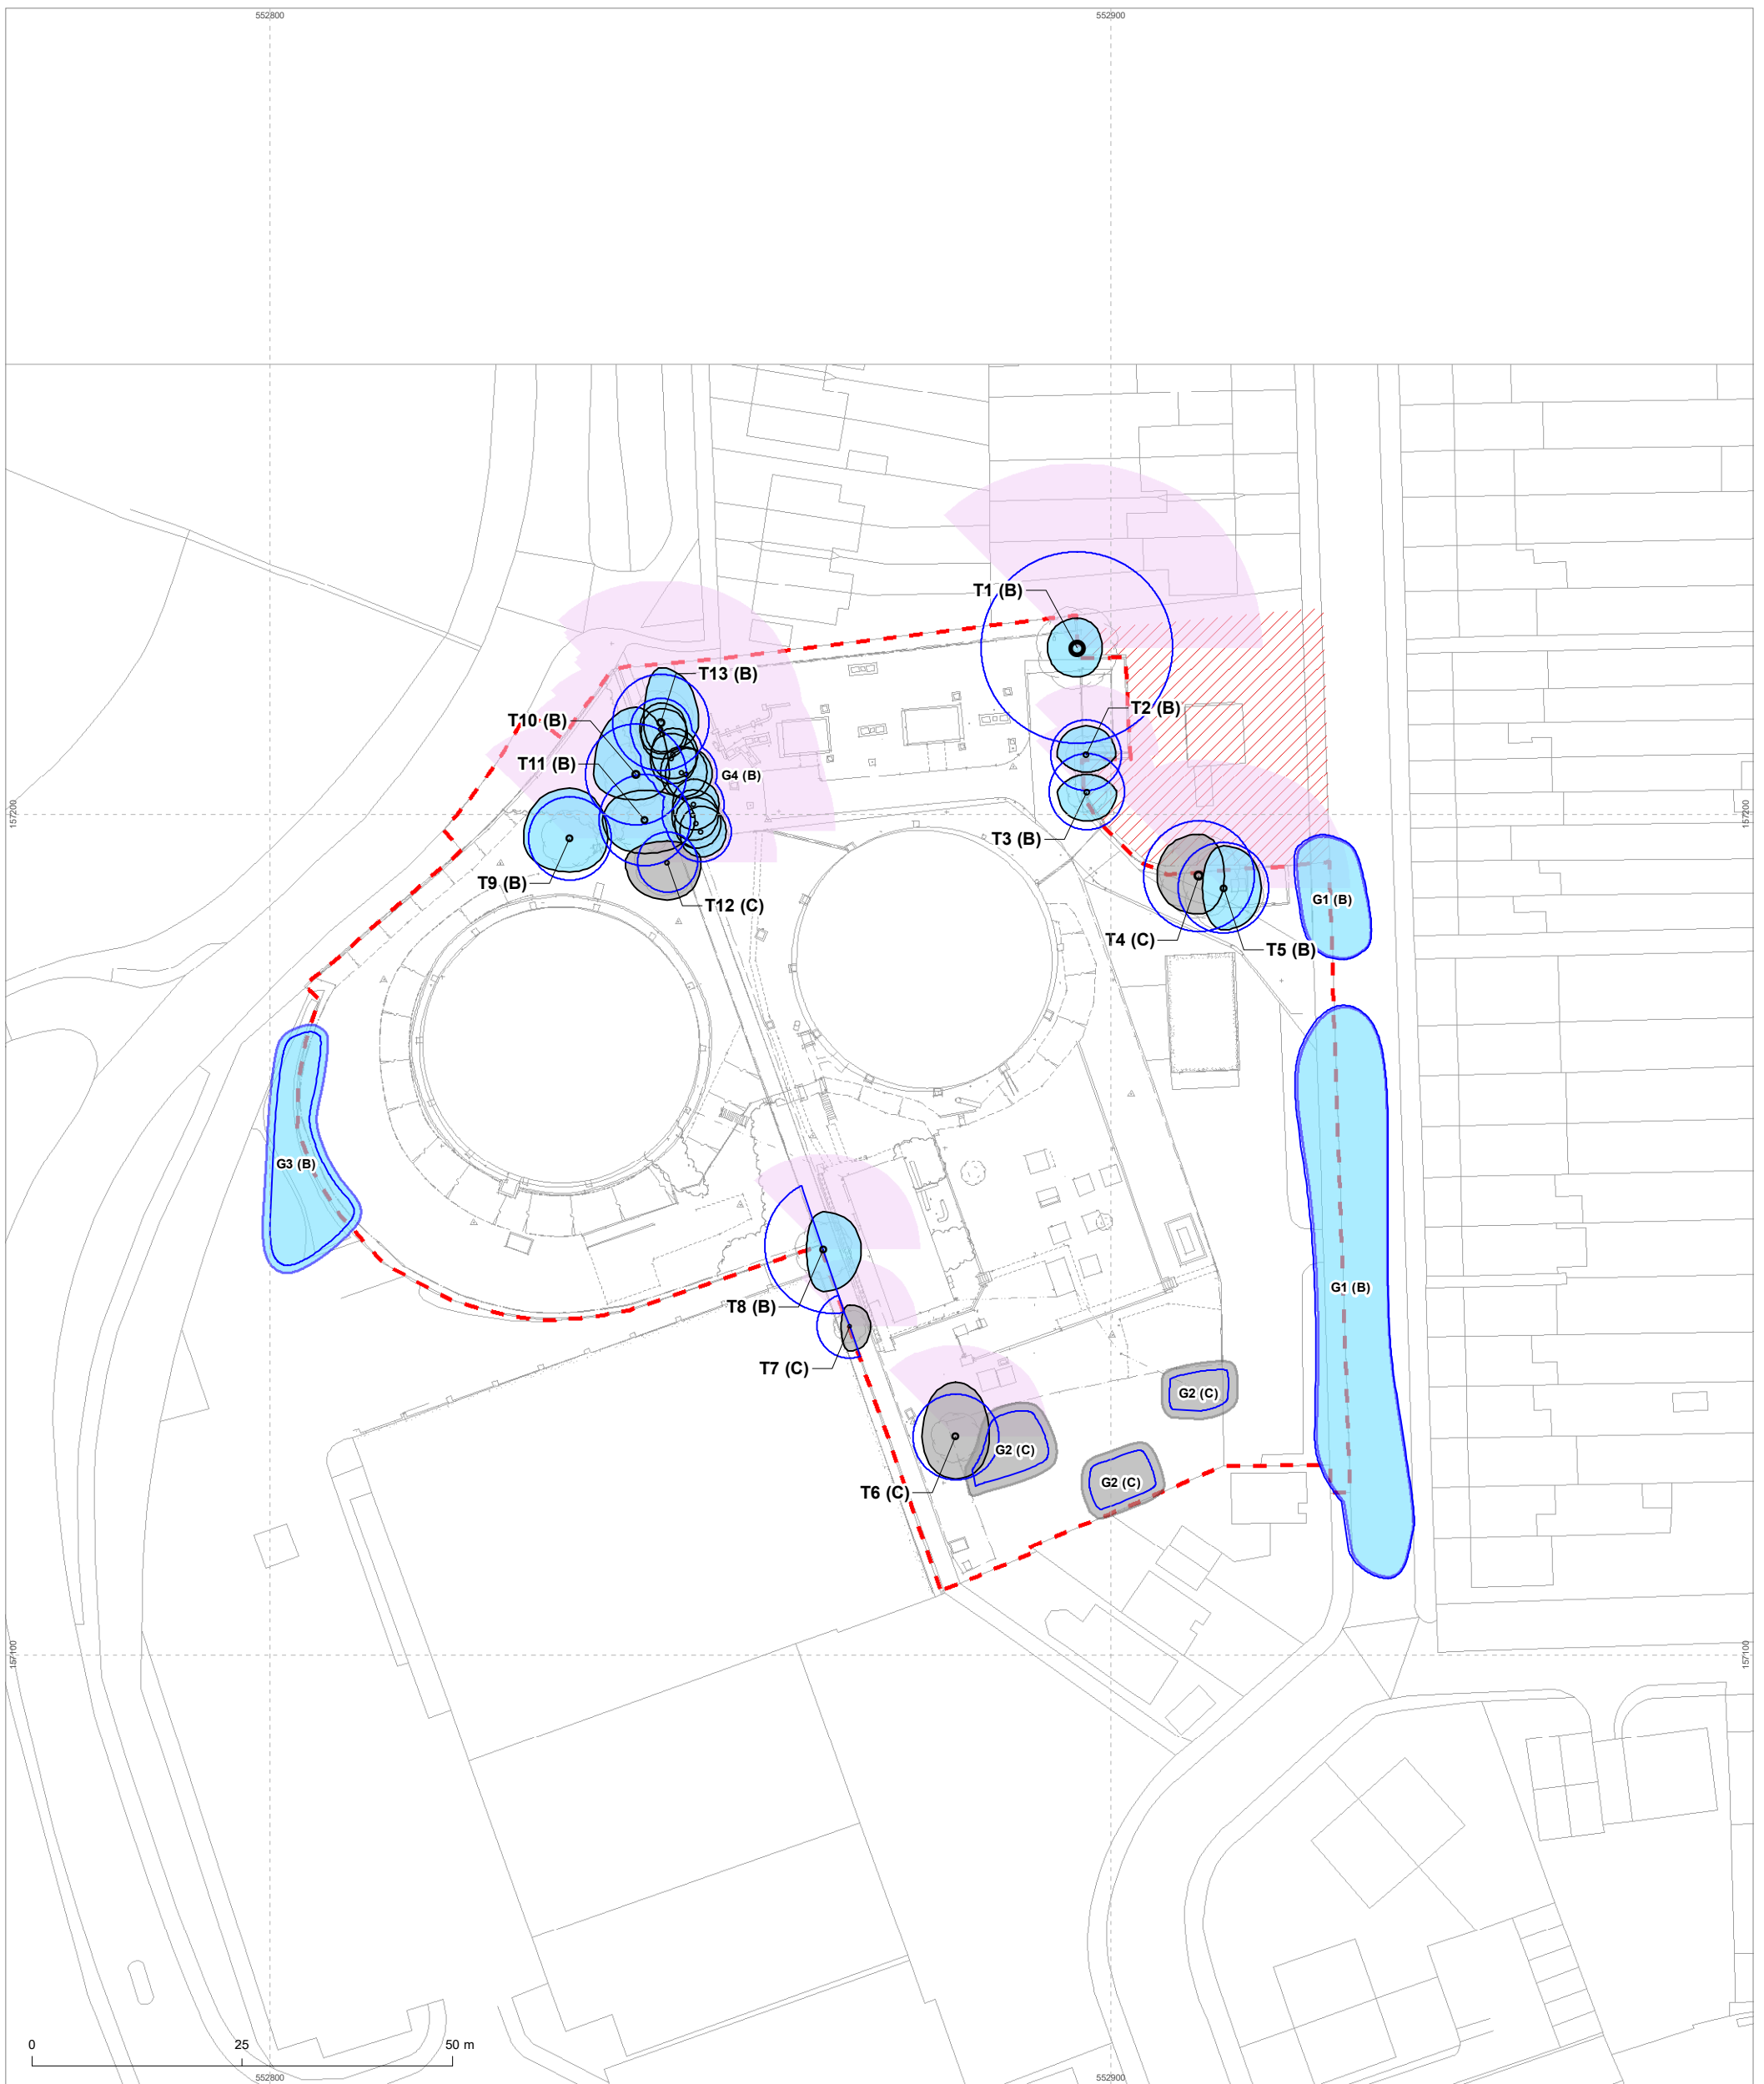 552800 552900
T1 (B)
T13 (B)
T2 (B)
T10 (B)
T11 (B)
G4 (B)
157200 157200
T3 (B)
T9 (B)
G1 (B)
T12 (C)
T4 (C)
T5 (B)
G3 (B)
G1 (B)
T8 (B)
T7 (C)
G2 (C)
G2 (C)
G2 (C)
T6 (C)
157100 157100
0 25 50 m
552800 552900